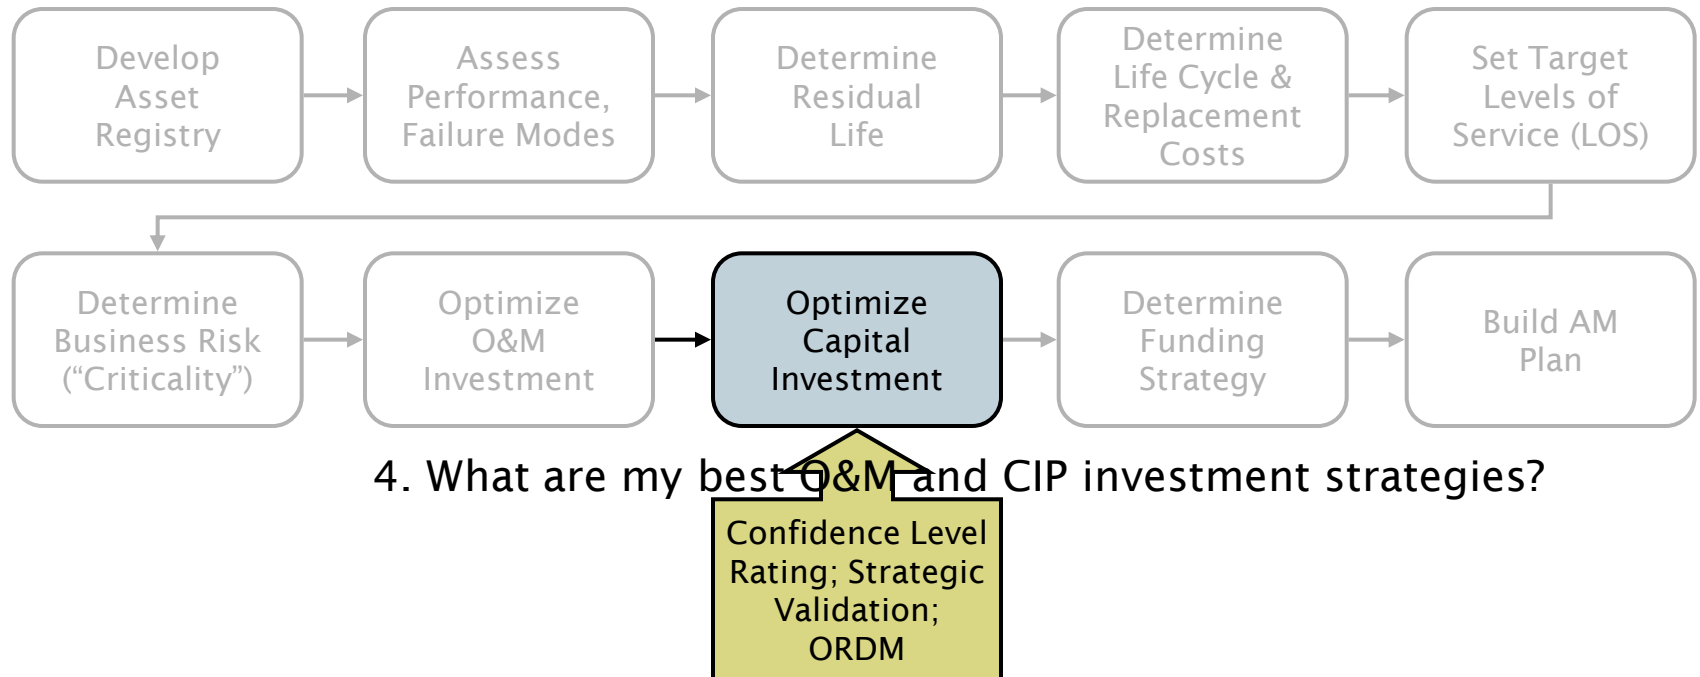 Develop
Asset
Registry
Assess
Performance,
Failure Modes
Determine
Residual
Life
Determine
Life Cycle &
Replacement
Costs
Set Target
Levels of
Service (LOS)
Determine
Business Risk
(“Criticality”)
Optimize
O&M
Investment
Optimize
Capital
Investment
Determine
Funding
Strategy
Build AM
Plan
4. What are my best O&M and CIP investment strategies?
Confidence Level
Rating; Strategic
Validation;
ORDM